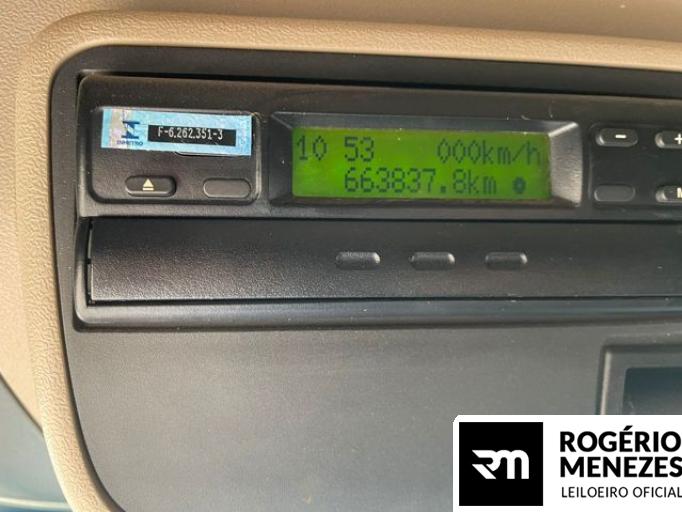 INMETRO
F-6.262.351-3
10 53 000km/h
663837.8km
− +
M
RM
ROGÉRIO
MENEZES
LEILOEIRO OFICIAL